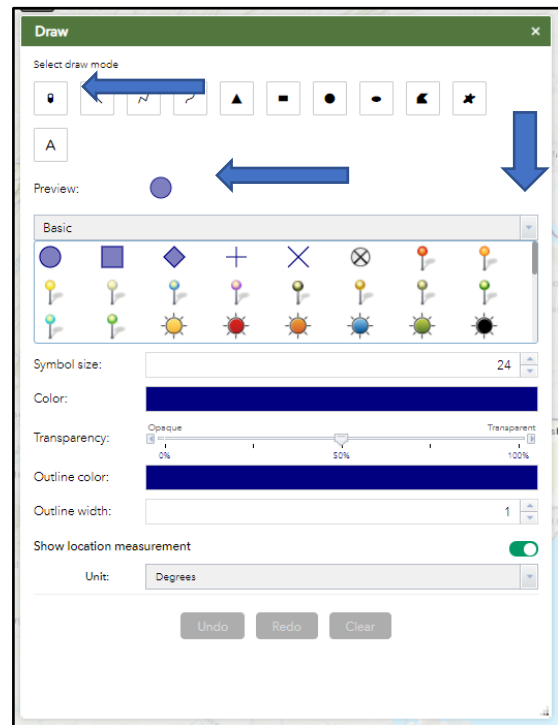 Draw ×
Select draw mode
A
Preview:
Basic
Symbol size: 24
Color:
Transparency: Opaque Transparent
0% 50% 100%
Outline color:
Outline width: 1
Show location measurement
Unit: Degrees
Undo Redo Clear